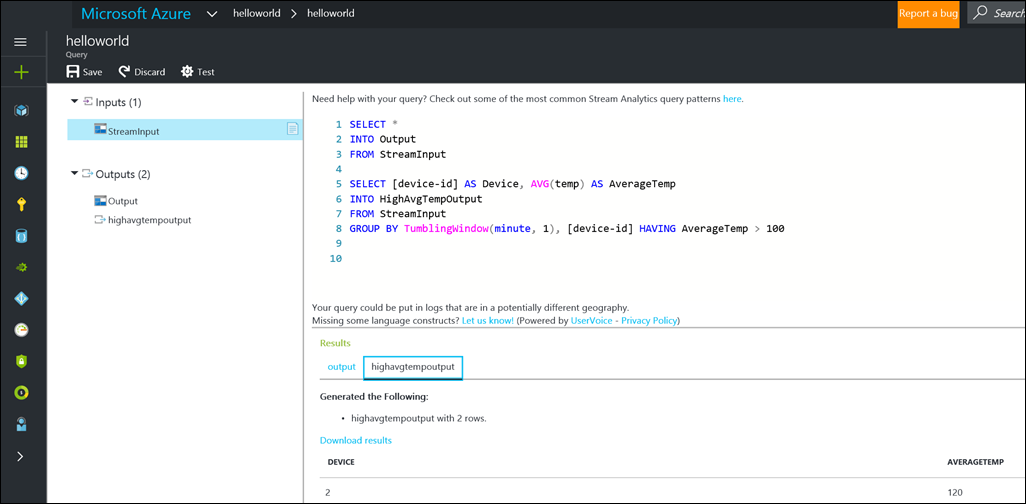 Microsoft Azure helloworld > helloworld Report a bug Search
helloworld
Query
Save Discard Test
Inputs (1)
StreamInput
Outputs (2)
Output
highavgtempoutput
Need help with your query? Check out some of the most common Stream Analytics query patterns here.
1 SELECT *
2 INTO Output
3 FROM StreamInput
4
5 SELECT [device-id] AS Device, AVG(temp) AS AverageTemp
6 INTO HighAvgTempOutput
7 FROM StreamInput
8 GROUP BY TumblingWindow(minute, 1), [device-id] HAVING AverageTemp > 100
9
10
Your query could be put in logs that are in a potentially different geography.
Missing some language constructs? Let us know! (Powered by UserVoice - Privacy Policy)
Results
output highavgtempoutput
Generated the Following:
• highavgtempoutput with 2 rows.
Download results
DEVICE AVERAGETEMP
2 120